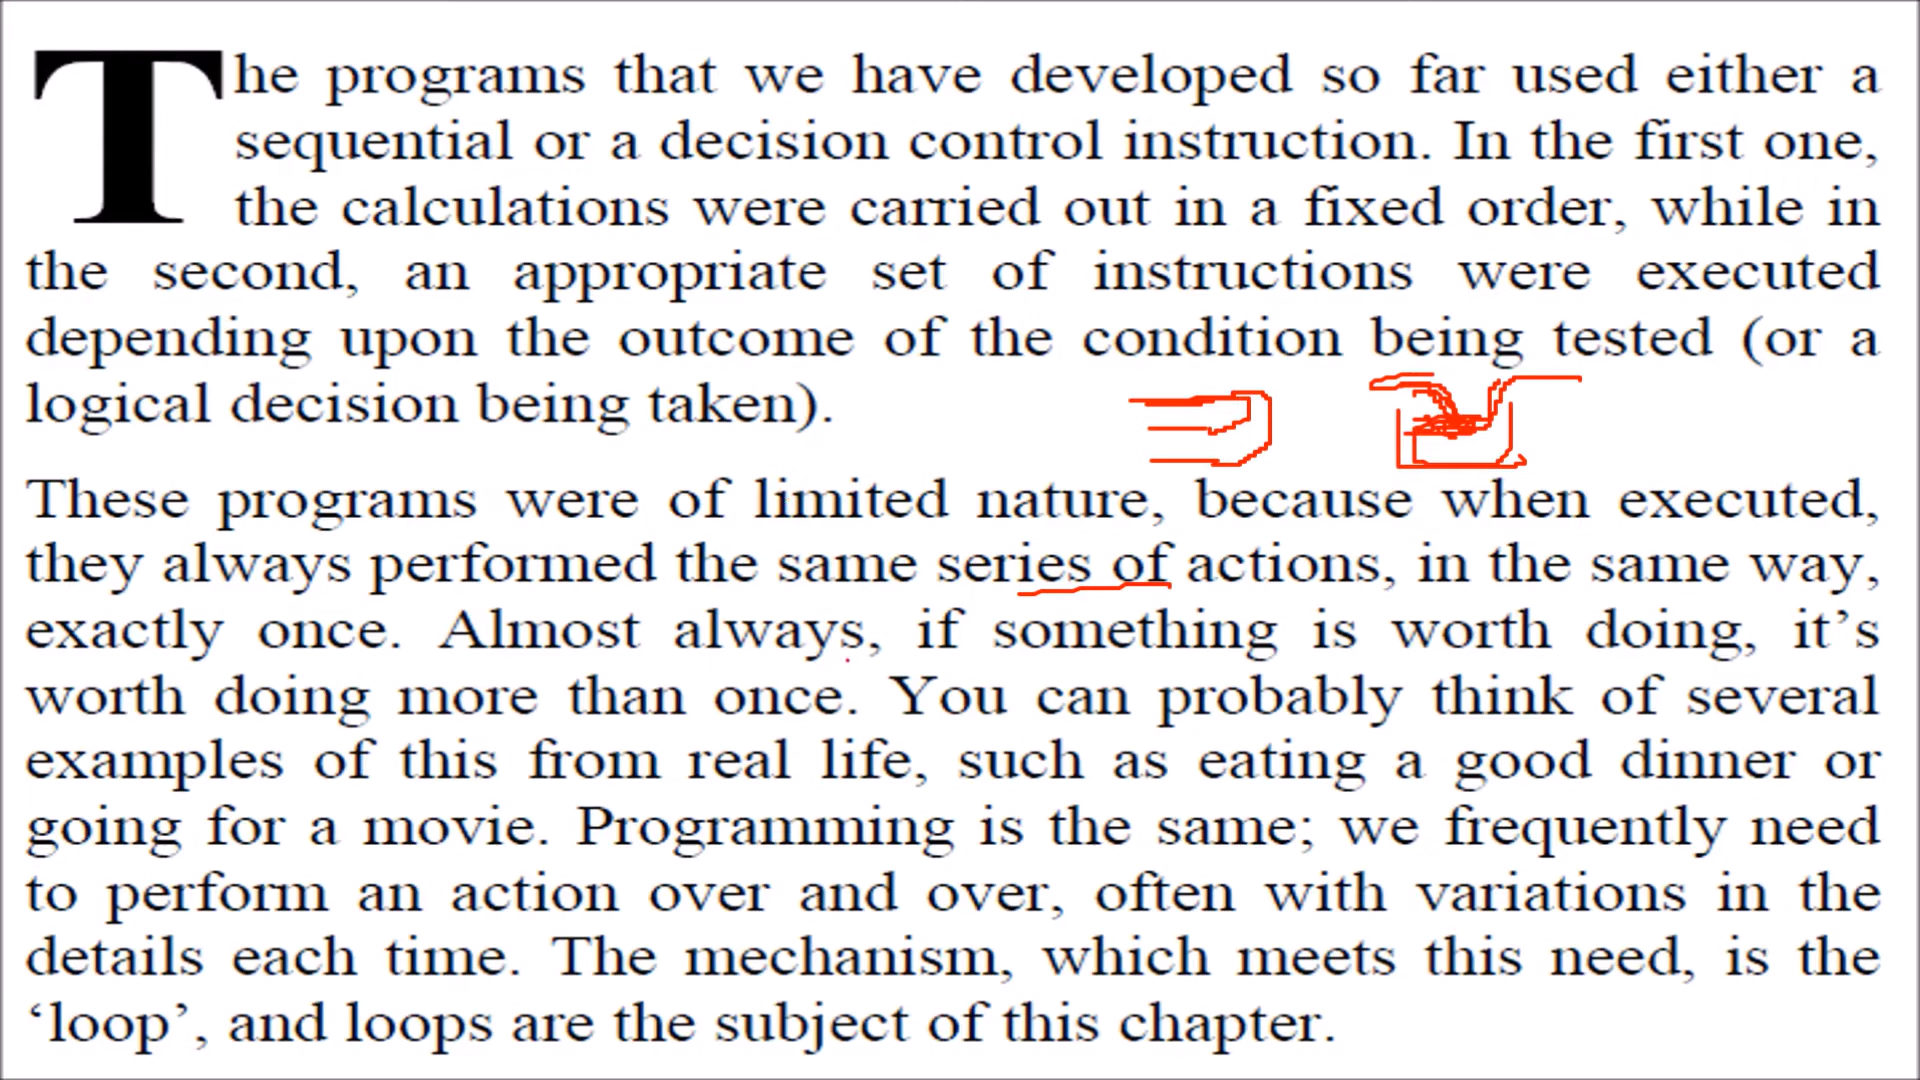 The programs that we have developed so far used either a
sequential or a decision control instruction. In the first one,
the calculations were carried out in a fixed order, while in
the second, an appropriate set of instructions were executed
depending upon the outcome of the condition being tested (or a
logical decision being taken).
These programs were of limited nature, because when executed,
they always performed the same series of actions, in the same way,
exactly once. Almost always, if something is worth doing, it’s
worth doing more than once. You can probably think of several
examples of this from real life, such as eating a good dinner or
going for a movie. Programming is the same; we frequently need
to perform an action over and over, often with variations in the
details each time. The mechanism, which meets this need, is the
‘loop’, and loops are the subject of this chapter.